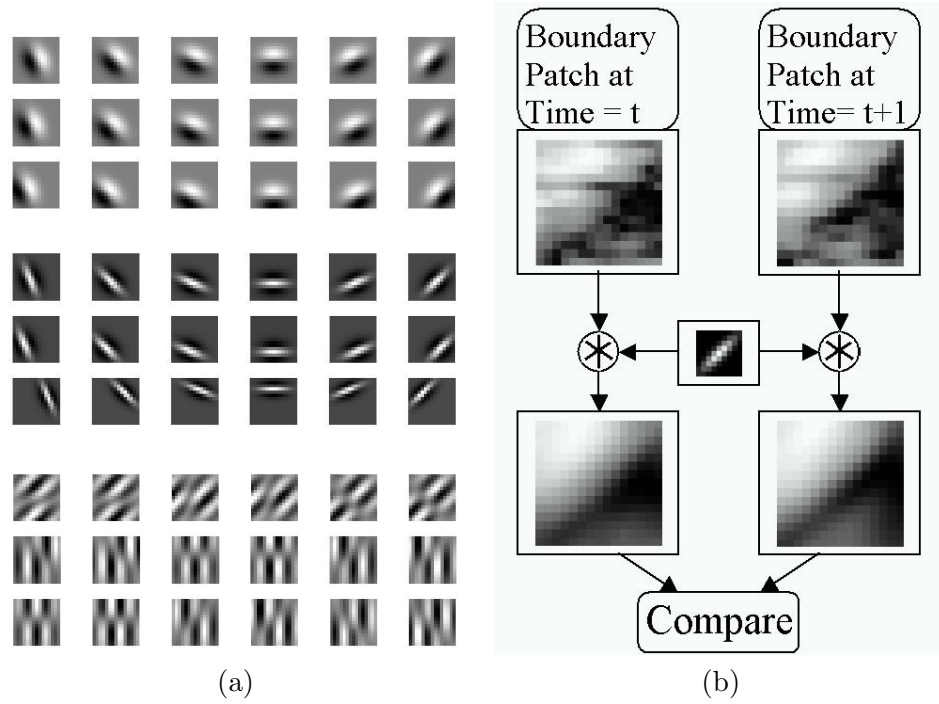 Boundary
Patch at
Time = t
Boundary
Patch at
Time= t+1
Compare
(a)
(b)